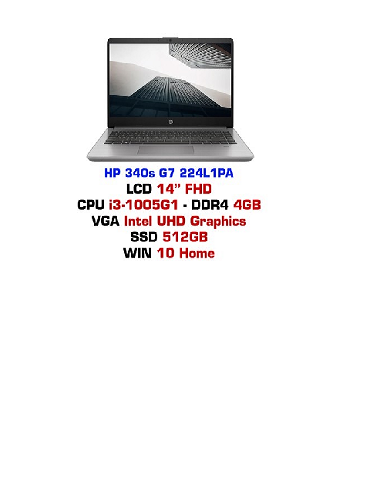 HP 340s G7 224L1PA
LCD 14” FHD
CPU i3-1005G1 - DDR4 4GB
VGA Intel UHD Graphics
SSD 512GB
WIN 10 Home